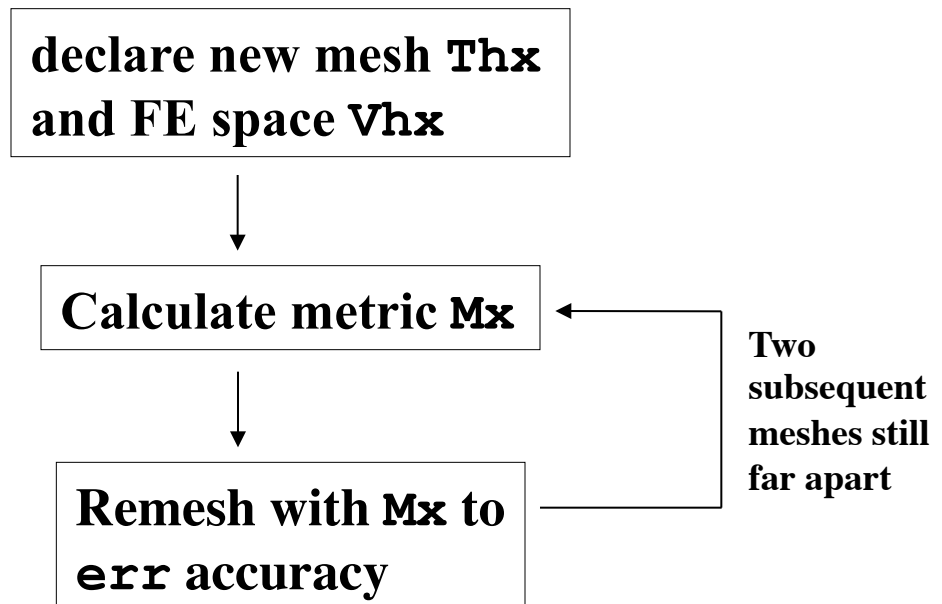 declare new mesh Thx
and FE space Vhx
Calculate metric Mx
Two
subsequent
meshes still
far apart
Remesh with Mx to
err accuracy